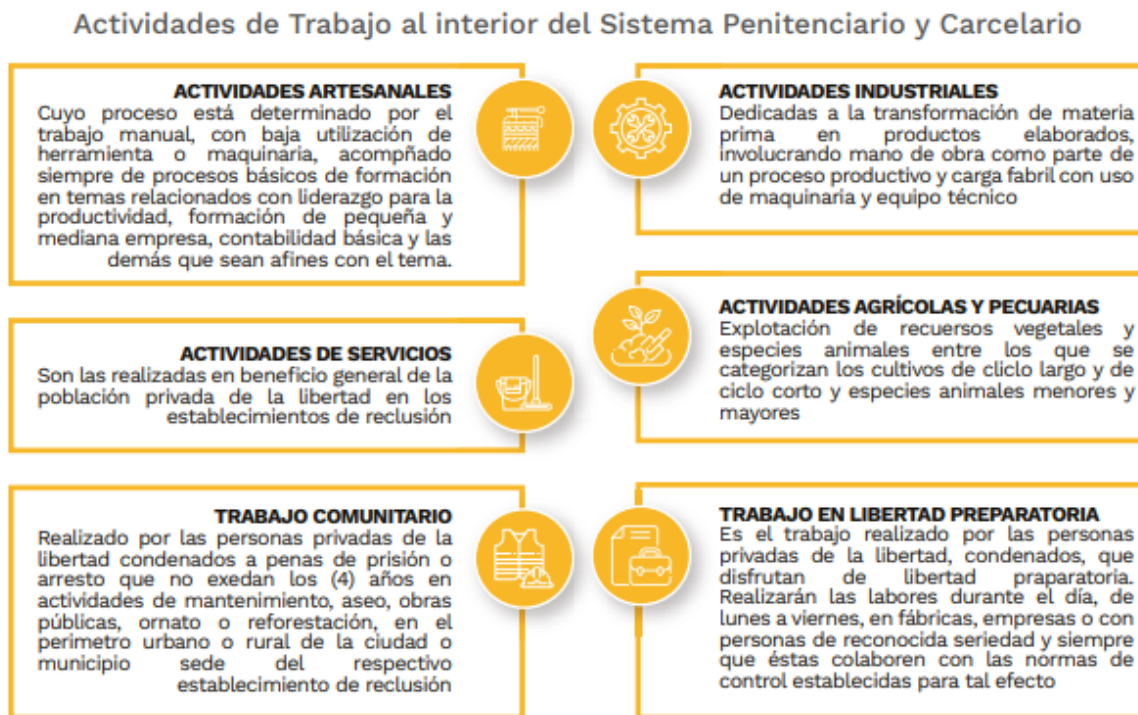 Actividades de Trabajo al interior del Sistema Penitenciario y Carcelario
ACTIVIDADES ARTESANALES
Cuyo proceso está determinado por el
trabajo manual, con baja utilización de
herramienta o maquinaria, acompñado
siempre de procesos básicos de formación
en temas relacionados con liderazgo para la
productividad, formación de pequeña y
mediana empresa, contabilidad básica y las
demás que sean afines con el tema.
ACTIVIDADES INDUSTRIALES
Dedicadas a la transformación de materia
prima en productos elaborados,
involucrando mano de obra como parte de
un proceso productivo y carga fabril con uso
de maquinaria y equipo técnico
ACTIVIDADES DE SERVICIOS
Son las realizadas en beneficio general de la
población privada de la libertad en los
establecimientos de reclusión
ACTIVIDADES AGRÍCOLAS Y PECUARIAS
Explotación de recuersos vegetales y
especies animales entre los que se
categorizan los cultivos de cliclo largo y de
ciclo corto y especies animales menores y
mayores
TRABAJO COMUNITARIO
Realizado por las personas privadas de la
libertad condenados a penas de prisión o
arresto que no exedan los (4) años en
actividades de mantenimiento, aseo, obras
públicas, ornato o reforestación, en el
perimetro urbano o rural de la ciudad o
municipio sede del respectivo
establecimiento de reclusión
TRABAJO EN LIBERTAD PREPARATORIA
Es el trabajo realizado por las personas
privadas de la libertad, condenados, que
disfrutan de libertad praparatoria.
Realizarán las labores durante el día, de
lunes a viernes, en fábricas, empresas o con
personas de reconocida seriedad y siempre
que éstas colaboren con las normas de
control establecidas para tal efecto